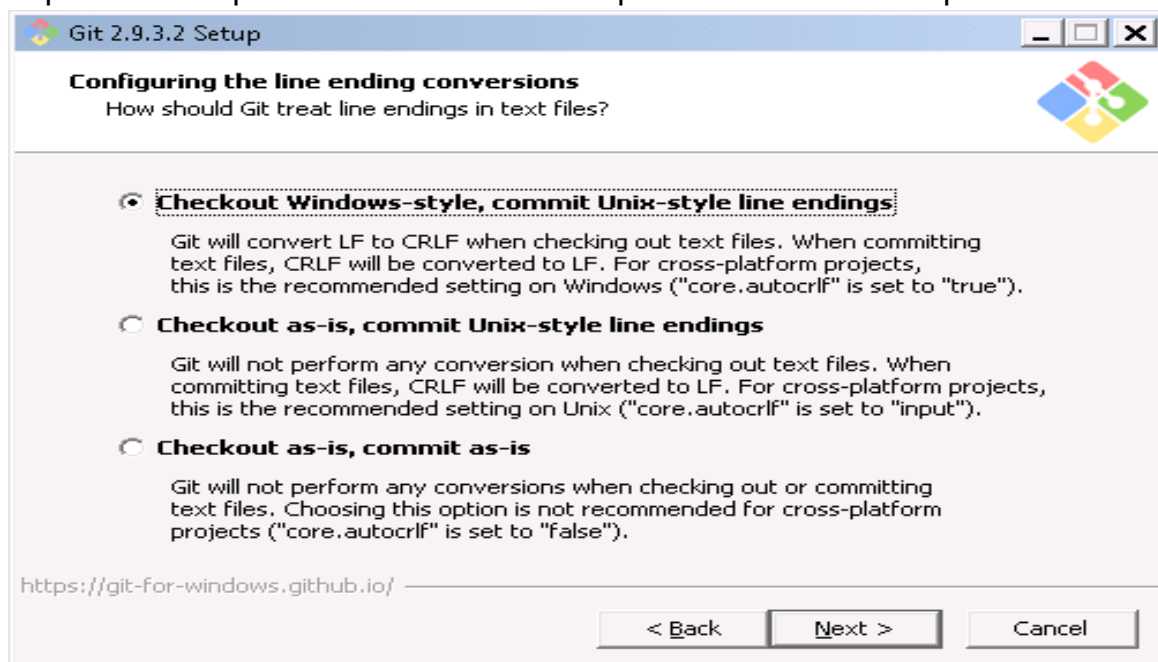 Git 2.9.3.2 Setup
Configuring the line ending conversions
How should Git treat line endings in text files?
Checkout Windows-style, commit Unix-style line endings
Git will convert LF to CRLF when checking out text files. When committing
text files, CRLF will be converted to LF. For cross-platform projects,
this is the recommended setting on Windows ("core.autocrlf" is set to "true").
Checkout as-is, commit Unix-style line endings
Git will not perform any conversion when checking out text files. When
committing text files, CRLF will be converted to LF. For cross-platform projects,
this is the recommended setting on Unix ("core.autocrlf" is set to "input").
Checkout as-is, commit as-is
Git will not perform any conversions when checking out or committing
text files. Choosing this option is not recommended for cross-platform
projects ("core.autocrlf" is set to "false").
https://git-for-windows.github.io/
< Back Next > Cancel